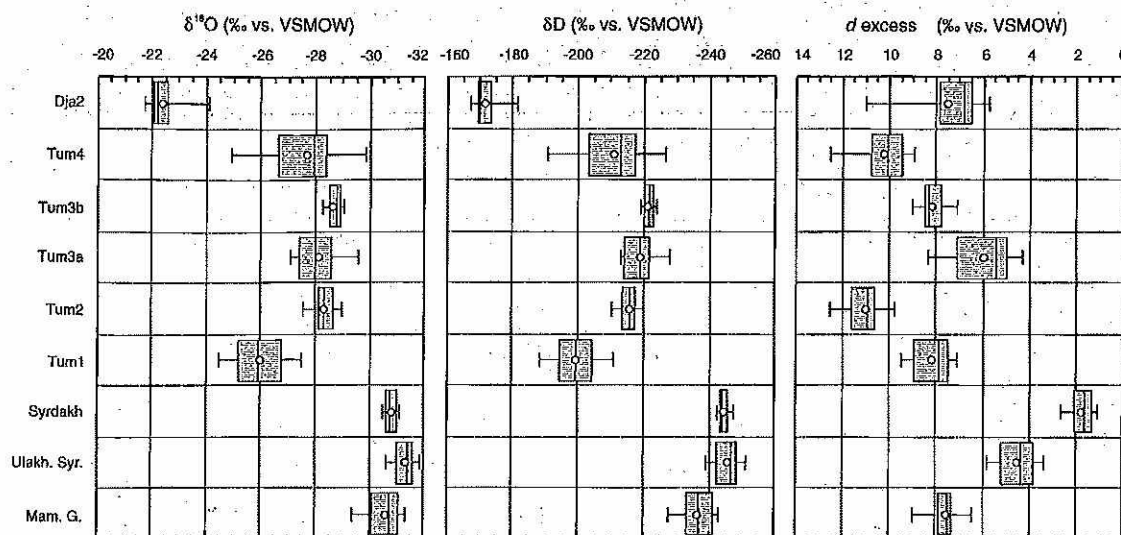 δ¹⁸O (‰ vs. VSMOW) δD (‰ vs. VSMOW) d excess (‰ vs. VSMOW)
-20 -22 -24 -26 -28 -30 -32 -160 -180 -200 -220 -240 -260 14 12 10 8 6 4 2 0
Dja2
Tum4
Tum3b
Tum3a
Tum2
Tum1
Syrdakh
Ulakh. Syr.
Mam. G.